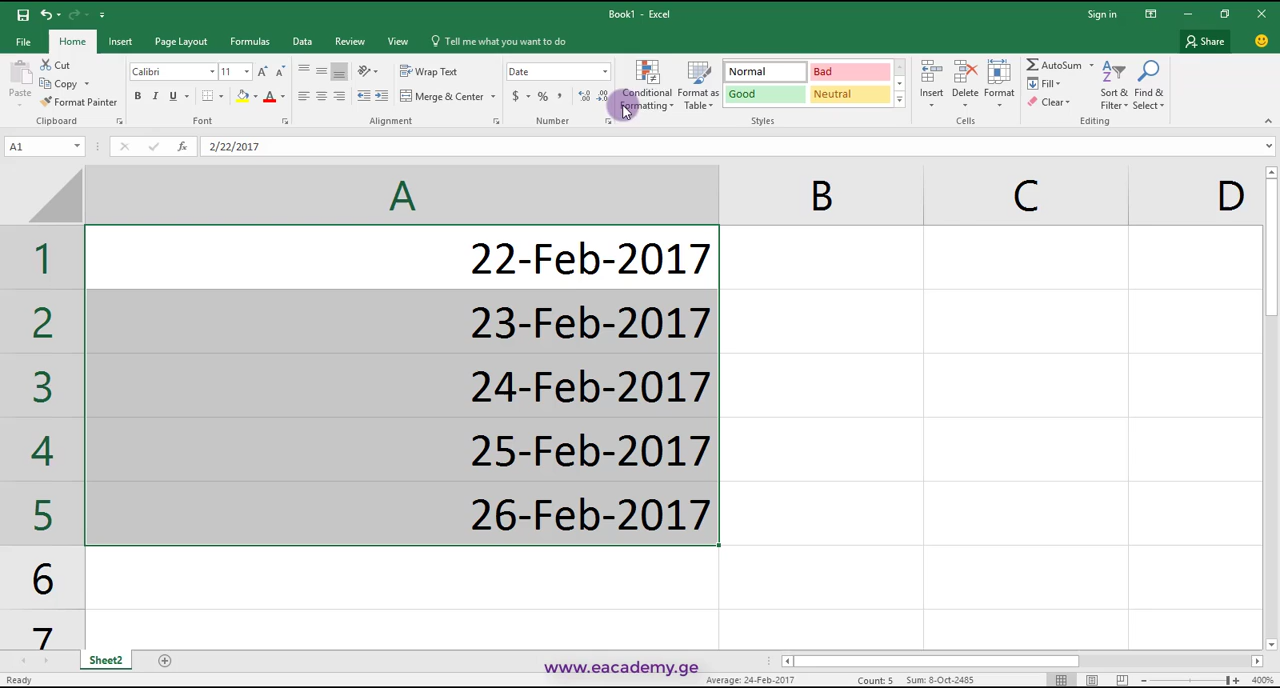 Book1 - Excel
Sign in
File
Home
Insert
Page Layout
Formulas
Data
Review
View
Tell me what you want to do
Share
Paste
Cut
Copy
Format Painter
Clipboard
Calibri
11
B I U
A
Font
Wrap Text
Merge & Center
Alignment
Date
$ % ,
Number
Conditional
Formatting
Format as
Table
Normal
Bad
Good
Neutral
Styles
Insert
Delete
Format
Cells
AutoSum
Fill
Clear
Sort &
Filter
Find &
Select
Editing
A1
fx
2/22/2017
A B C D
1 22-Feb-2017
2 23-Feb-2017
3 24-Feb-2017
4 25-Feb-2017
5 26-Feb-2017
6
7
Sheet2
www.eacademy.ge
Ready
Average: 24-Feb-2017
Count: 5
Sum: 8-Oct-2485
400%